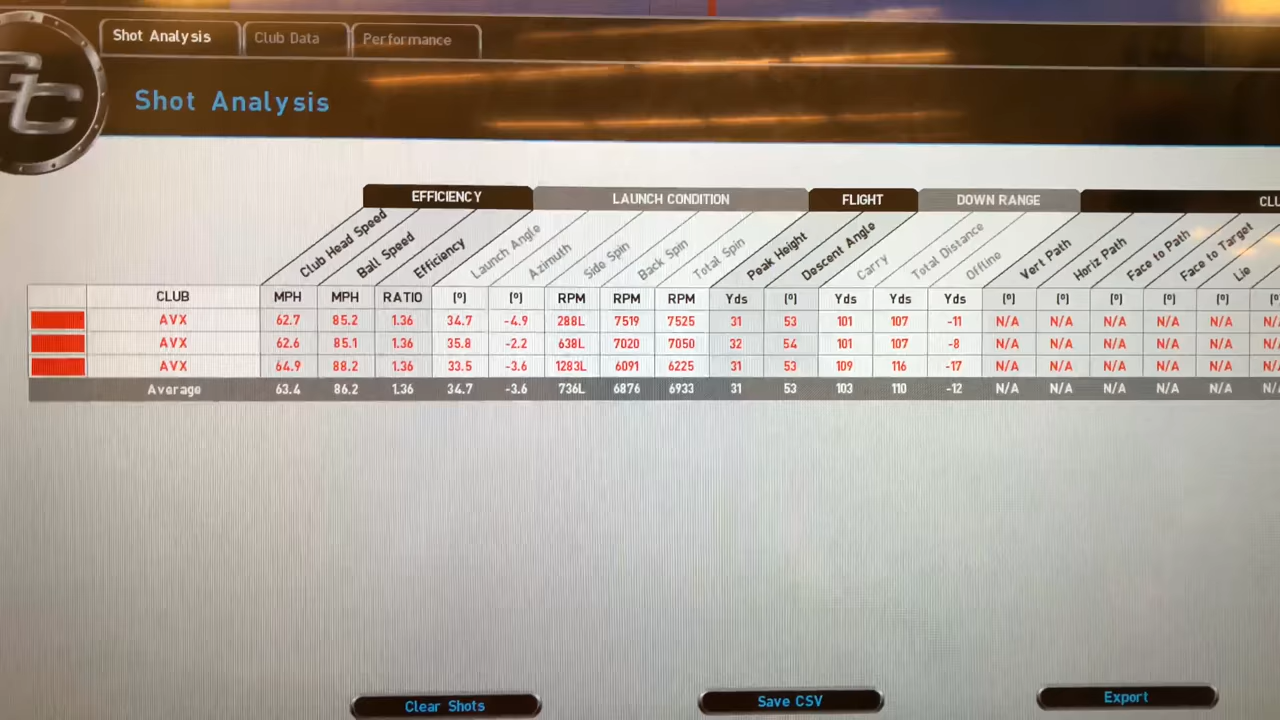 Shot Analysis Club Data Performance
GC
Shot Analysis
EFFICIENCY LAUNCH CONDITION FLIGHT DOWN RANGE CLU
Club Head Speed Ball Speed Efficiency Launch Angle Azimuth Side Spin Back Spin Total Spin Peak Height Descent Angle Carry Total Distance Offline Vert Path Horiz Path Face to Path Face to Target Lie
CLUB MPH MPH RATIO (º) (º) RPM RPM RPM Yds (º) Yds Yds Yds (º) (º) (º) (º) (º) (º
AVX 62.7 85.2 1.36 34.7 -4.9 288L 7519 7525 31 53 101 107 -11 N/A N/A N/A N/A N/A N/
AVX 62.6 85.1 1.36 35.8 -2.2 638L 7020 7050 32 54 101 107 -8 N/A N/A N/A N/A N/A N/
AVX 64.9 88.2 1.36 33.5 -3.6 1283L 6091 6225 31 53 109 116 -17 N/A N/A N/A N/A N/A N/
Average 63.4 86.2 1.36 34.7 -3.6 736L 6876 6933 31 53 103 110 -12 N/A N/A N/A N/A N/A N/
Clear Shots Save CSV Export